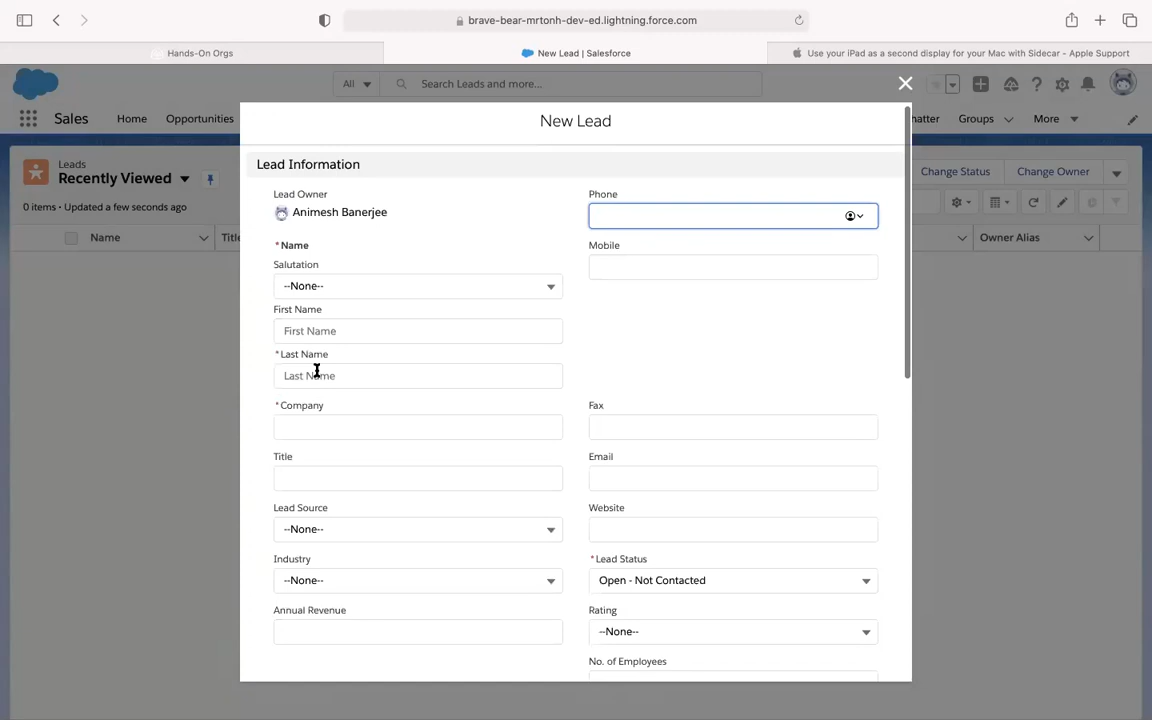 brave-bear-mrtonh-dev-ed.lightning.force.com
Hands-On Orgs
New Lead | Salesforce
Use your iPad as a second display for your Mac with Sidecar - Apple Support
All
Search Leads and more...
Sales
Home
Opportunities
Groups
More
Leads
Recently Viewed
Change Status
Change Owner
0 items • Updated a few seconds ago
Name
Owner Alias
New Lead
Lead Information
Lead Owner
Animesh Banerjee
Phone
*Name
Mobile
Salutation
--None--
First Name
First Name
*Last Name
Last Name
*Company
Fax
Title
Email
Lead Source
--None--
Website
Industry
--None--
*Lead Status
Open - Not Contacted
Annual Revenue
Rating
--None--
No. of Employees